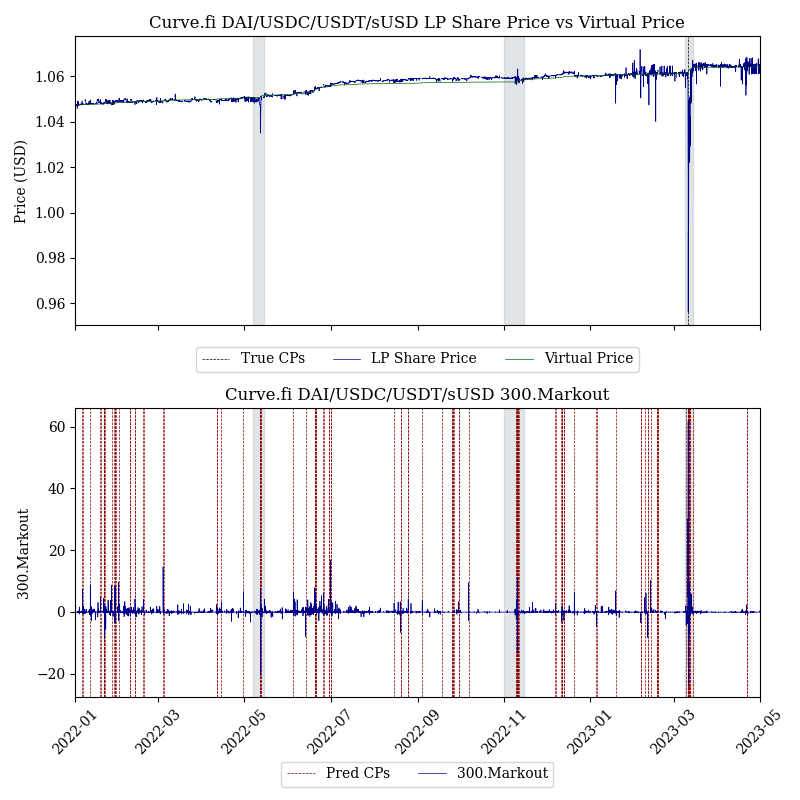 Curve.fi DAI/USDC/USDT/sUSD LP Share Price vs Virtual Price
Price (USD)
1.06
1.04
1.02
1.00
0.98
0.96
True CPs LP Share Price Virtual Price
Curve.fi DAI/USDC/USDT/sUSD 300.Markout
300.Markout
60
40
20
0
−20
2022-01 2022-03 2022-05 2022-07 2022-09 2022-11 2023-01 2023-03 2023-05
Pred CPs 300.Markout